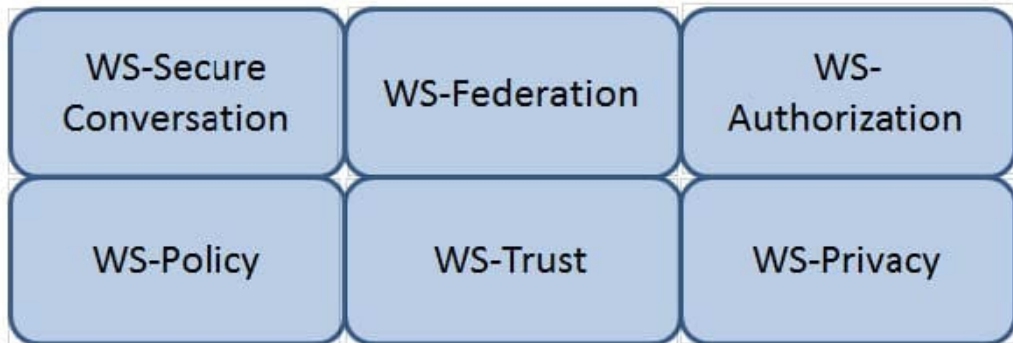 WS-Secure
Conversation
WS-Federation
WS-
Authorization
WS-Policy
WS-Trust
WS-Privacy